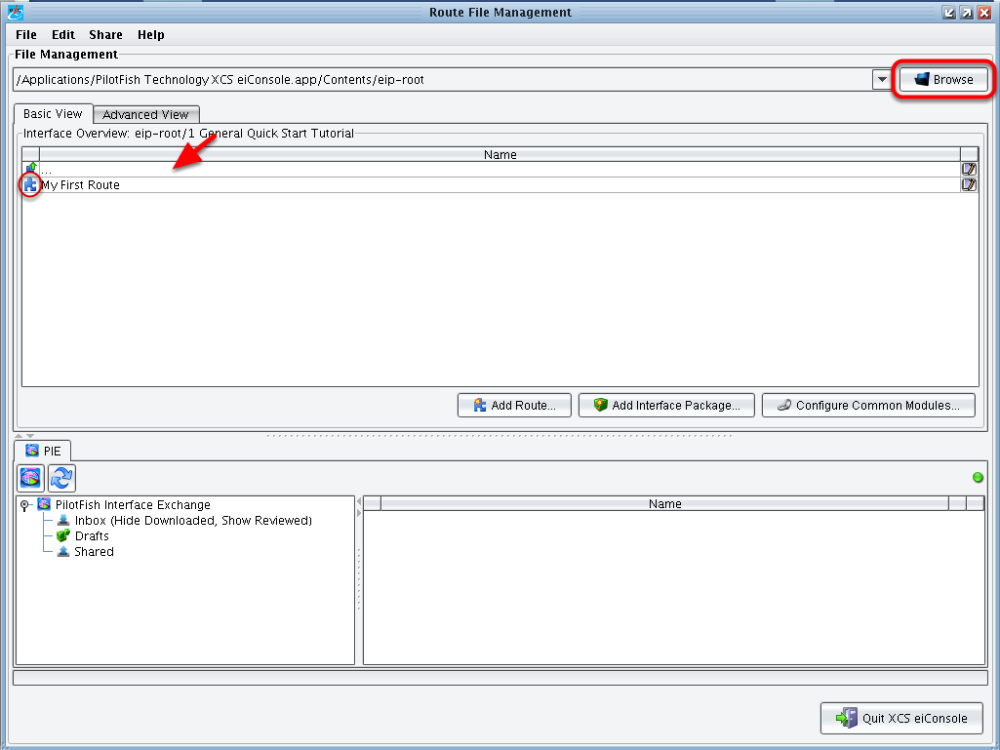 Route File Management
File Edit Share Help
File Management
/Applications/PilotFish Technology XCS eiConsole.app/Contents/eip-root
Browse
Basic View Advanced View
Interface Overview: eip-root/1 General Quick Start Tutorial
Name
...
My First Route
Add Route... Add Interface Package... Configure Common Modules...
PIE
PilotFish Interface Exchange
Inbox (Hide Downloaded, Show Reviewed)
Drafts
Shared
Name
Quit XCS eiConsole